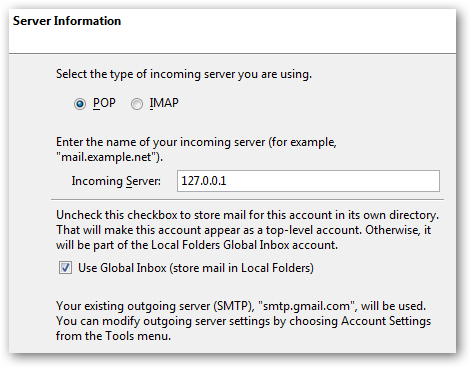 Server Information
Select the type of incoming server you are using.
POP IMAP
Enter the name of your incoming server (for example,
"mail.example.net").
Incoming Server: 127.0.0.1
Uncheck this checkbox to store mail for this account in its own directory.
That will make this account appear as a top-level account. Otherwise, it
will be part of the Local Folders Global Inbox account.
Use Global Inbox (store mail in Local Folders)
Your existing outgoing server (SMTP), "smtp.gmail.com", will be used.
You can modify outgoing server settings by choosing Account Settings
from the Tools menu.